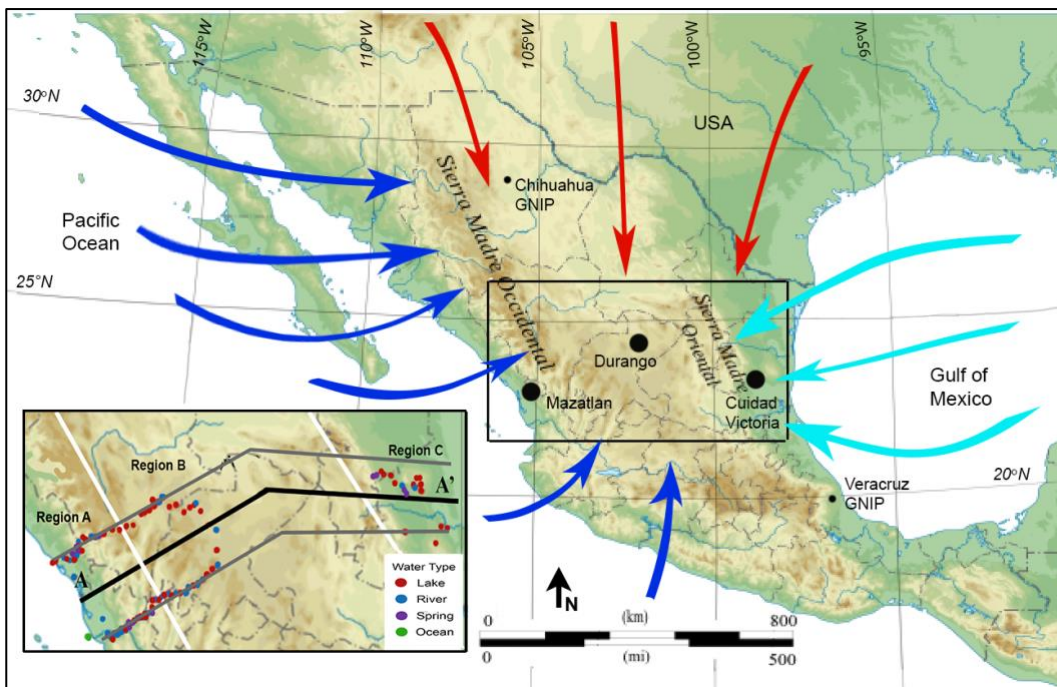 115°W
110°W
105°W
100°W
95°W
30°N
USA
Sierra Madre Occidental
Chihuahua
GNIP
Pacific
Ocean
25°N
Sierra Madre
Oriental
Durango
Mazatlan
Cuidad
Victoria
Gulf of
Mexico
20°N
Veracruz
GNIP
Region A
Region B
Region C
A
A'
Water Type
Lake
River
Spring
Ocean
N
(km)
0
800
0
(mi)
500